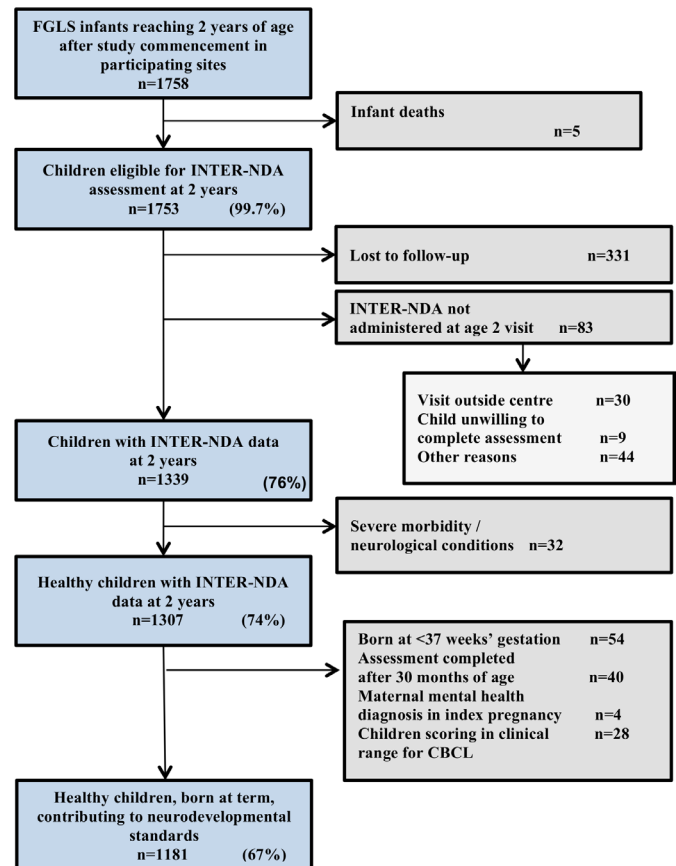 FGLS infants reaching 2 years of age
after study commencement in
participating sites
n=1758
Infant deaths
n=5
Children eligible for INTER-NDA
assessment at 2 years
n=1753 (99.7%)
Lost to follow-up n=331
INTER-NDA not
administered at age 2 visit n=83
Visit outside centre n=30
Child unwilling to
complete assessment n=9
Other reasons n=44
Children with INTER-NDA data
at 2 years
n=1339 (76%)
Severe morbidity /
neurological conditions n=32
Healthy children with INTER-NDA
data at 2 years
n=1307 (74%)
Born at <37 weeks’ gestation n=54
Assessment completed
after 30 months of age n=40
Maternal mental health
diagnosis in index pregnancy n=4
Children scoring in clinical n=28
range for CBCL
Healthy children, born at term,
contributing to neurodevelopmental
standards
n=1181 (67%)